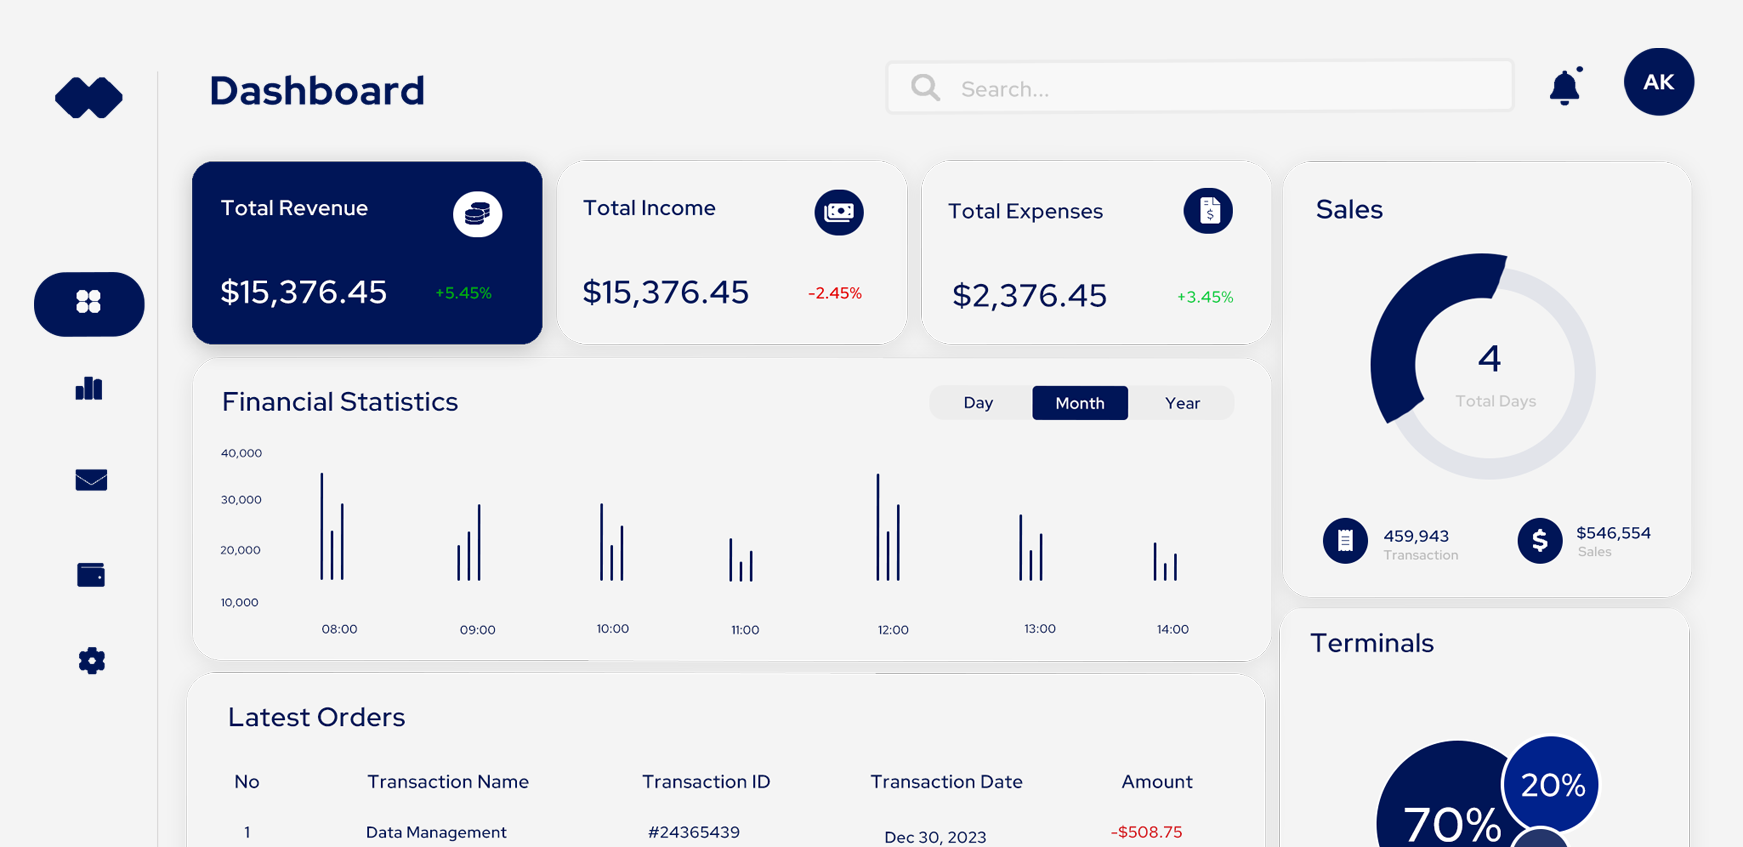 Dashboard
Search...
AK
Total Revenue
$15,376.45
+5.45%
Total Income
$15,376.45
-2.45%
Total Expenses
$
$2,376.45
+3.45%
Sales
4
Total Days
459,943
Transaction
$
$546,554
Sales
Financial Statistics
Day
Month
Year
40,000
30,000
20,000
10,000
08:00
09:00
10:00
11:00
12:00
13:00
14:00
Terminals
70%
20%
Latest Orders
No Transaction Name Transaction ID Transaction Date Amount
1 Data Management #24365439 Dec 30, 2023 -$508.75